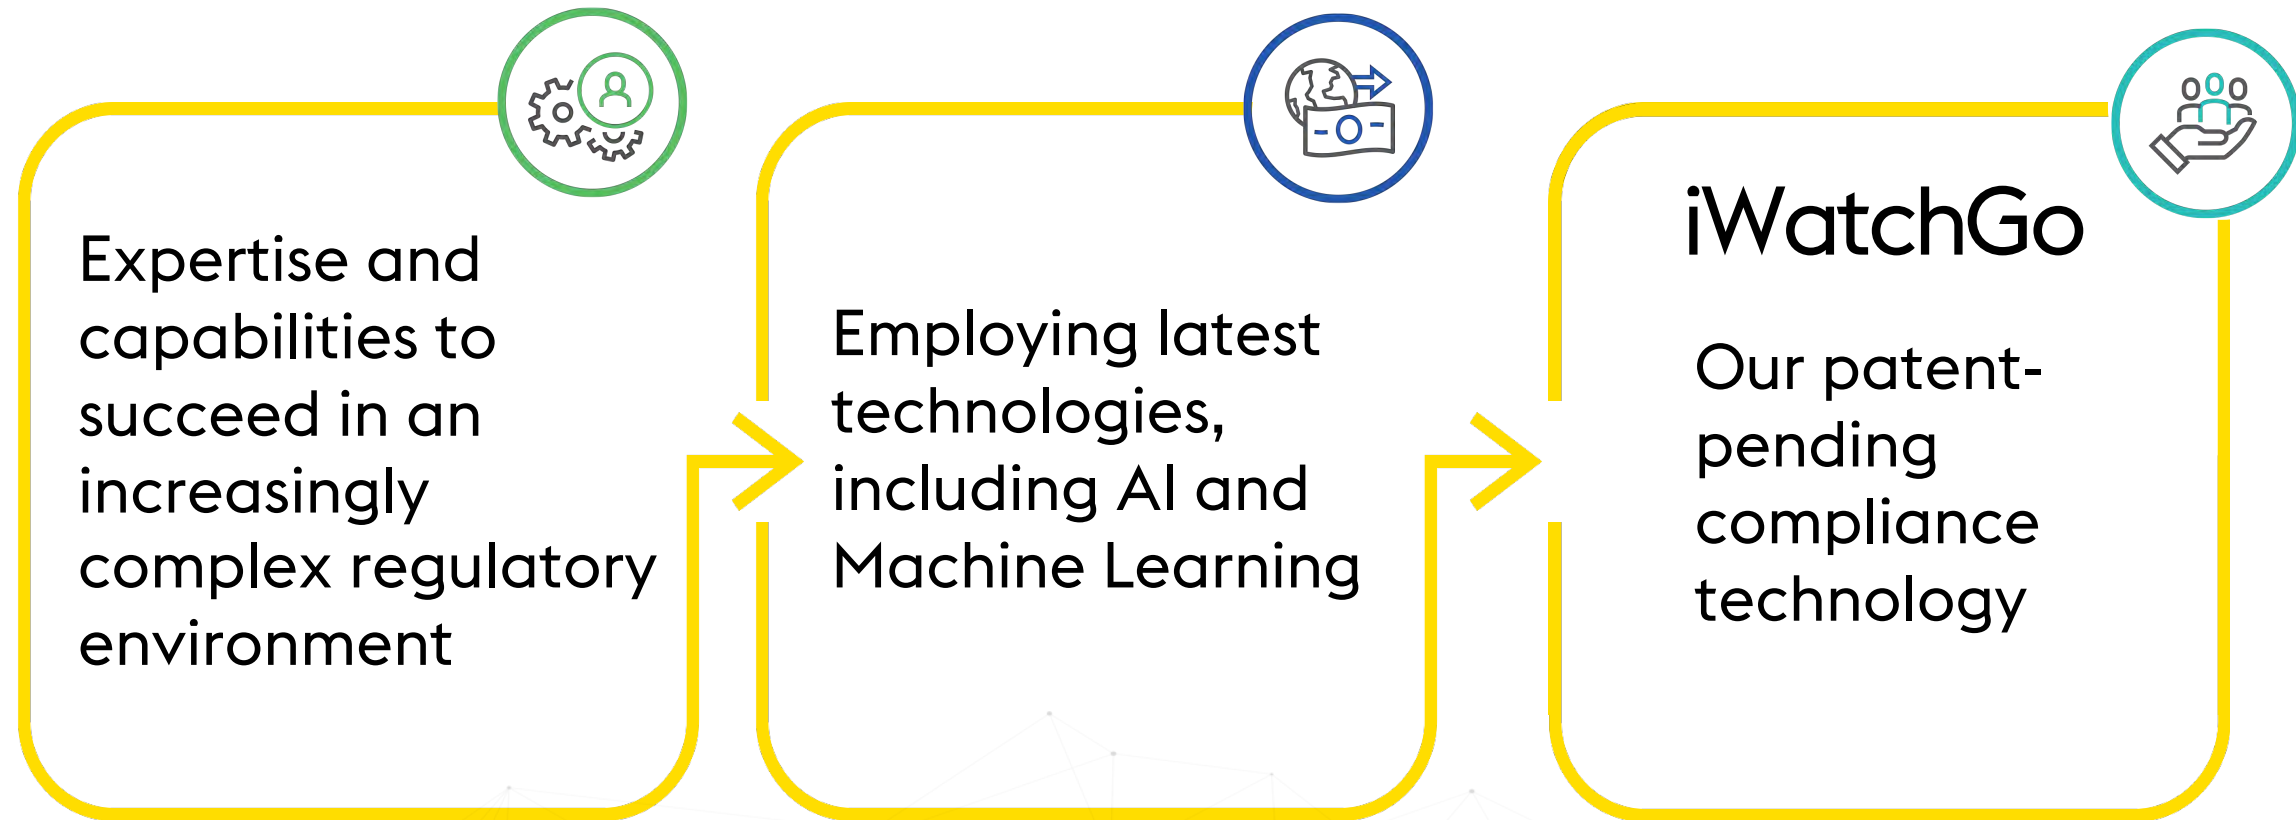 Expertise and
capabilities to
succeed in an
increasingly
complex regulatory
environment
Employing latest
technologies,
including AI and
Machine Learning
iWatchGo
Our patent-
pending
compliance
technology